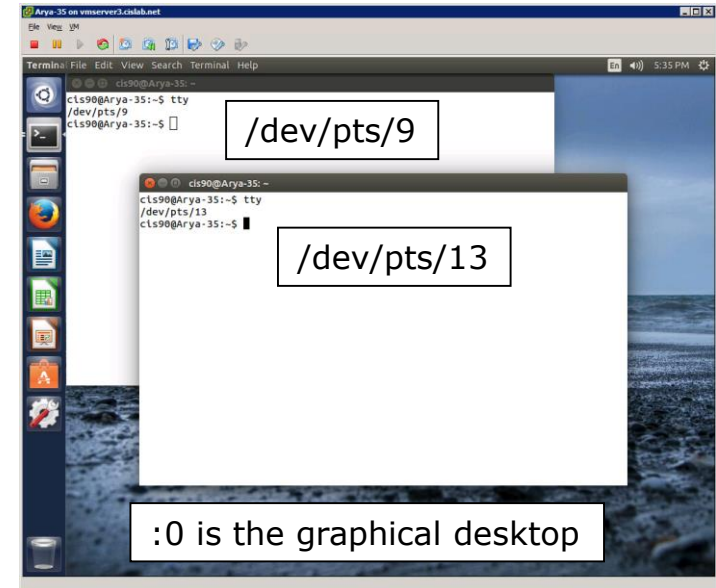 Arya-35 on vmserver3.cislab.net
File View VM
Terminal File Edit View Search Terminal Help
En 5:35 PM
cis90@Arya-35: ~
cis90@Arya-35:~$ tty
/dev/pts/9
cis90@Arya-35:~$
/dev/pts/9
cis90@Arya-35: ~
cis90@Arya-35:~$ tty
/dev/pts/13
cis90@Arya-35:~$
/dev/pts/13
:0 is the graphical desktop